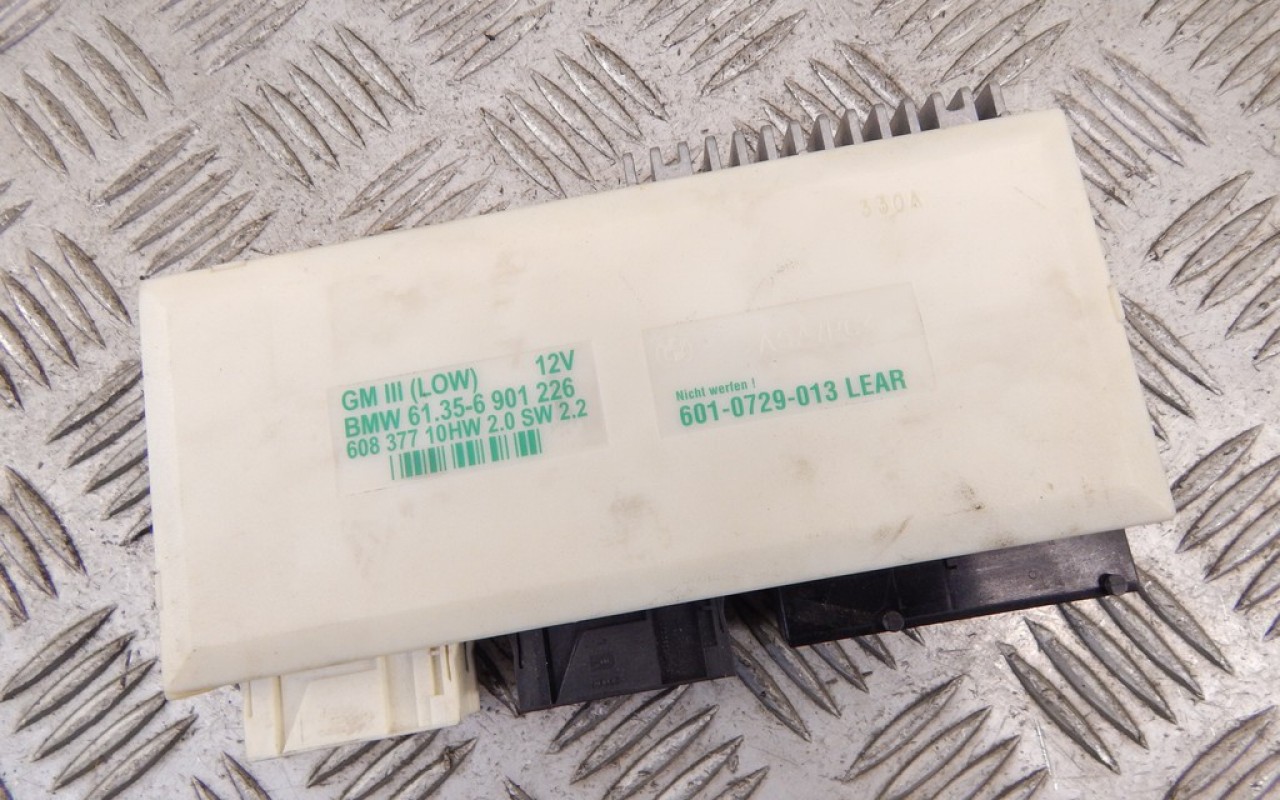 330A
GM III (LOW) 12V
BMW 61.35-6 901 226
608 377 10HW 2.0 SW 2.2
Nicht werfen !
601-0729-013 LEAR